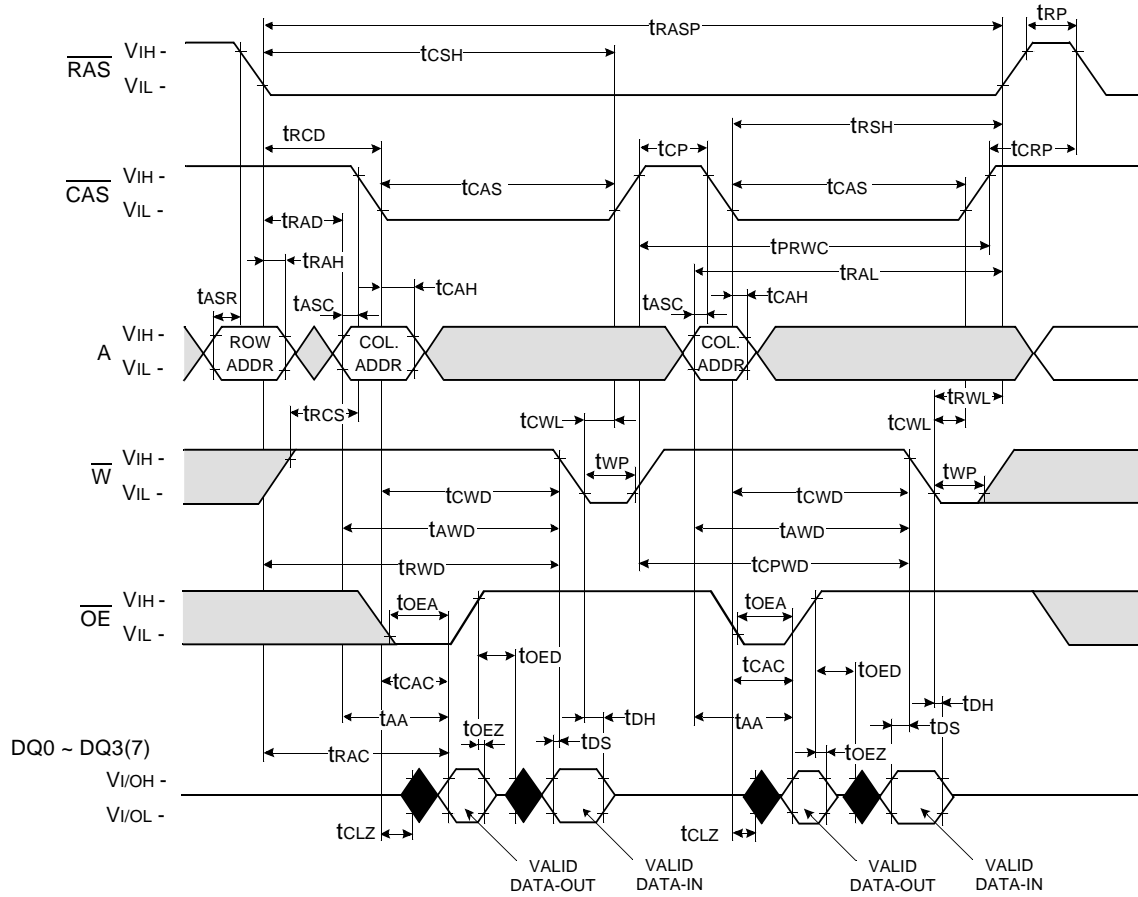 tRASP
tRP
tCSH
RAS
VIH -
VIL -
tRSH
tRCD
tCP
tCRP
CAS
VIH -
VIL -
tCAS
tCAS
tRAD
tPRWC
tRAH
tRAL
tASR
tASC
tCAH
tASC
tCAH
A
VIH -
VIL -
ROW
ADDR
COL.
ADDR
COL.
ADDR
tRCS
tCWL
tRWL
tCWL
W
VIH -
VIL -
tWP
tWP
tCWD
tCWD
tAWD
tAWD
tRWD
tCPWD
OE
VIH -
VIL -
tOEA
tOEA
tOED
tOED
tCAC
tCAC
tAA
tAA
tOEZ
tDH
tDS
tOEZ
tDH
tDS
tRAC
DQ0 ~ DQ3(7)
VI/OH -
VI/OL -
tCLZ
tCLZ
VALID
DATA-OUT
VALID
DATA-IN
VALID
DATA-OUT
VALID
DATA-IN